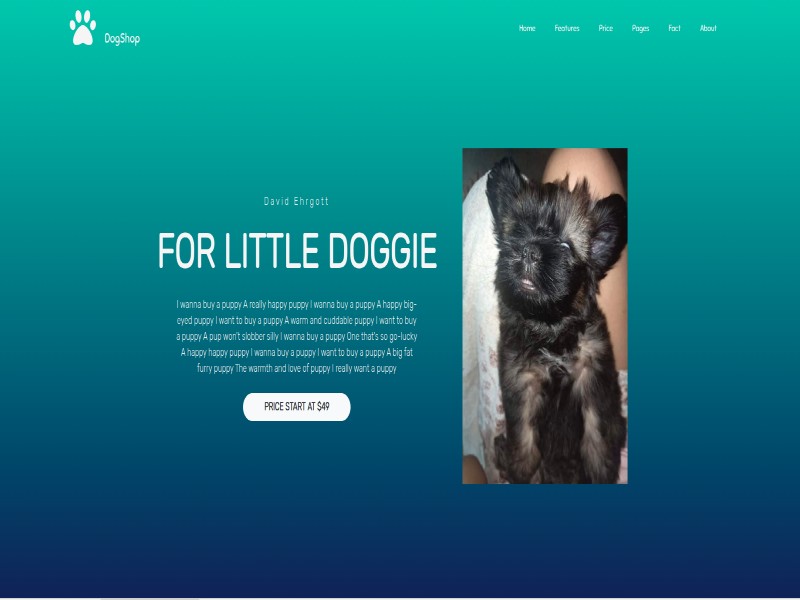 DogShop
Home Features Price Pages Fact About
David Ehrgott
FOR LITTLE DOGGIE
I wanna buy a puppy A really happy puppy I wanna buy a puppy A happy big-
eyed puppy I want to buy a puppy A warm and cuddable puppy I want to buy
a puppy A pup won't slobber silly I wanna buy a puppy One that's so go-lucky
A happy happy puppy I wanna buy a puppy I want to buy a puppy A big fat
furry puppy The warmth and love of puppy I really want a puppy
PRICE START AT $49